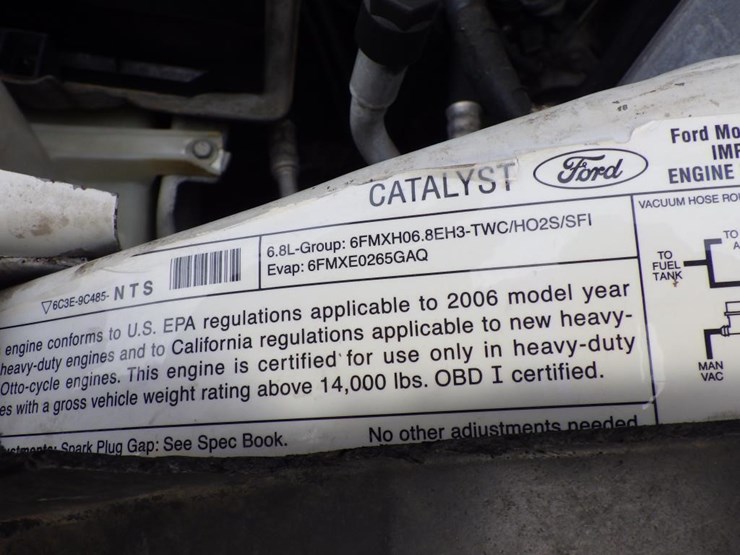 CATALYST
Ford
Ford Mo
IMP
ENGINE
6.8L-Group: 6FMXH06.8EH3-TWC/HO2S/SFI
Evap: 6FMXE0265GAQ
6C3E-9C485- NTS
engine conforms to U.S. EPA regulations applicable to 2006 model year
heavy-duty engines and to California regulations applicable to new heavy-
Otto-cycle engines. This engine is certified for use only in heavy-duty
es with a gross vehicle weight rating above 14,000 lbs. OBD I certified.
Spark Plug Gap: See Spec Book. No other adjustments needed
VACUUM HOSE ROU
TO
FUEL
TANK
TO
A
MAN
VAC